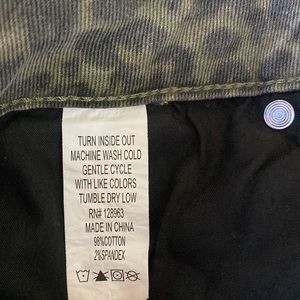 TURN INSIDE OUT
MACHINE WASH COLD
GENTLE CYCLE
WITH LIKE COLORS
TUMBLE DRY LOW
RN# 128963
MADE IN CHINA
98%COTTON
2%SPANDEX